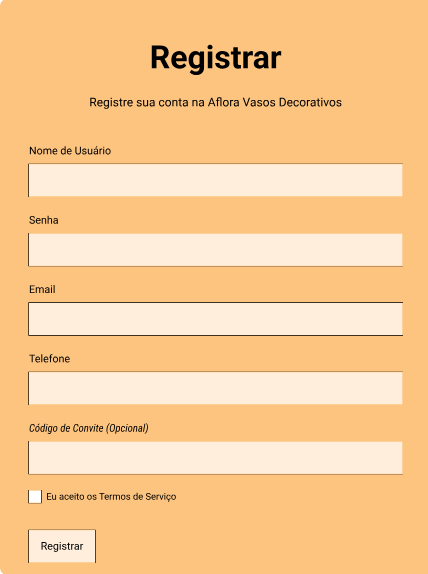 Registrar
Registre sua conta na Aflora Vasos Decorativos
Nome de Usuário
Senha
Email
Telefone
Código de Convite (Opcional)
Eu aceito os Termos de Serviço
Registrar